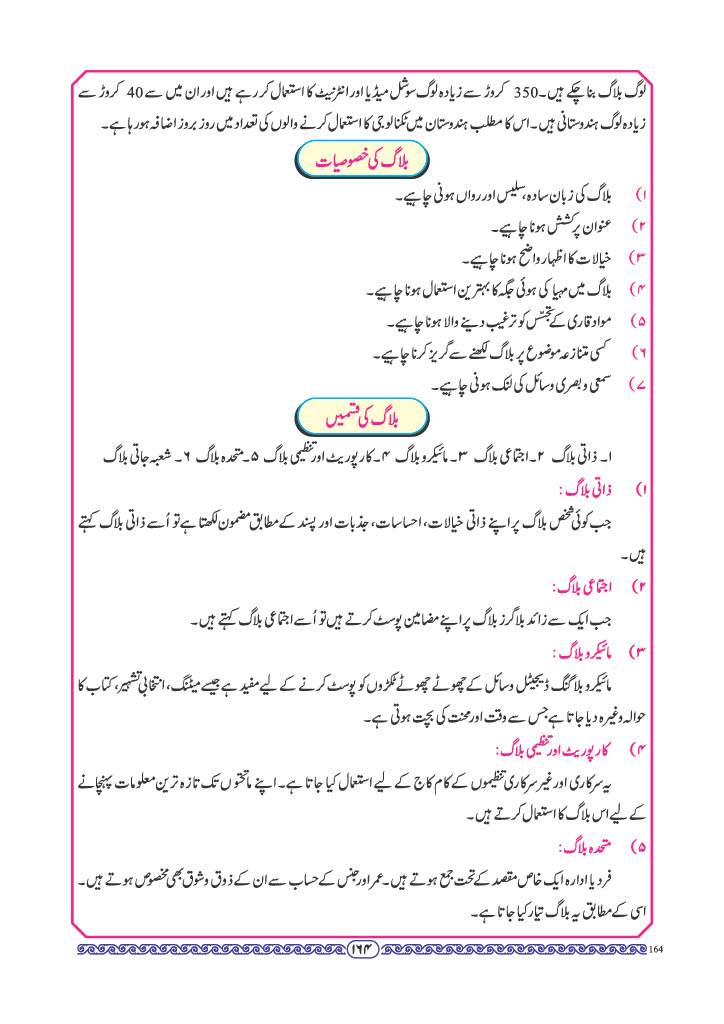 لوگ بلاگ بنا چکے ہیں۔ 350 کروڑ سے زیادہ لوگ سوشل میڈیا اور انٹرنیٹ کا استعمال کر رہے ہیں اور ان میں سے 40 کروڑ سے
زیادہ لوگ ہندوستانی ہیں۔ اس کا مطلب ہندوستان میں ٹکنالوجی کا استعمال کرنے والوں کی تعداد میں روز بروز اضافہ ہو رہا ہے۔
بلاگ کی خصوصیات
۱) بلاگ کی زبان سادہ، سلیس اور رواں ہونی چاہیے۔
۲) عنوان پرکشش ہونا چاہیے۔
۳) خیالات کا اظہار واضح ہونا چاہیے۔
۴) بلاگ میں مہیا کی ہوئی جگہ کا بہترین استعمال ہونا چاہیے۔
۵) مواد قاری کے تجسّس کو ترغیب دینے والا ہونا چاہیے۔
۶) کسی متنازعہ موضوع پر بلاگ لکھنے سے گریز کرنا چاہیے۔
۷) سمعی و بصری وسائل کی لنک ہونی چاہیے۔
بلاگ کی قسمیں
۱۔ ذاتی بلاگ ۲۔ اجتماعی بلاگ ۳۔ مائیکرو بلاگ ۴۔ کارپوریٹ اور تنظیمی بلاگ ۵۔ متحدہ بلاگ ۶۔ شعبہ جاتی بلاگ
۱) ذاتی بلاگ :
جب کوئی شخص بلاگ پر اپنے ذاتی خیالات، احساسات، جذبات اور پسند کے مطابق مضمون لکھتا ہے تو اُسے ذاتی بلاگ کہتے
ہیں۔
۲) اجتماعی بلاگ :
جب ایک سے زائد بلاگرز بلاگ پر اپنے مضامین پوسٹ کرتے ہیں تو اُسے اجتماعی بلاگ کہتے ہیں۔
۳) مائیکرو بلاگ :
مائیکرو بلاگنگ ڈیجیٹل وسائل کے چھوٹے چھوٹے ٹکڑوں کو پوسٹ کرنے کے لیے مفید ہے جیسے میٹنگ، انتخابی تشہیر، کتاب کا
حوالہ وغیرہ دیا جاتا ہے جس سے وقت اور محنت کی بچت ہوتی ہے۔
۴) کارپوریٹ اور تنظیمی بلاگ :
یہ سرکاری اور غیر سرکاری تنظیموں کے کام کاج کے لیے استعمال کیا جاتا ہے۔ اپنے ماتحتوں تک تازہ ترین معلومات پہنچانے
کے لیے اس بلاگ کا استعمال کرتے ہیں۔
۵) متحدہ بلاگ :
فرد یا ادارہ ایک خاص مقصد کے تحت جمع ہوتے ہیں۔ عمر اور جنس کے حساب سے ان کے ذوق و شوق بھی مخصوص ہوتے ہیں۔
اسی کے مطابق یہ بلاگ تیار کیا جاتا ہے۔
۱۶۴
164